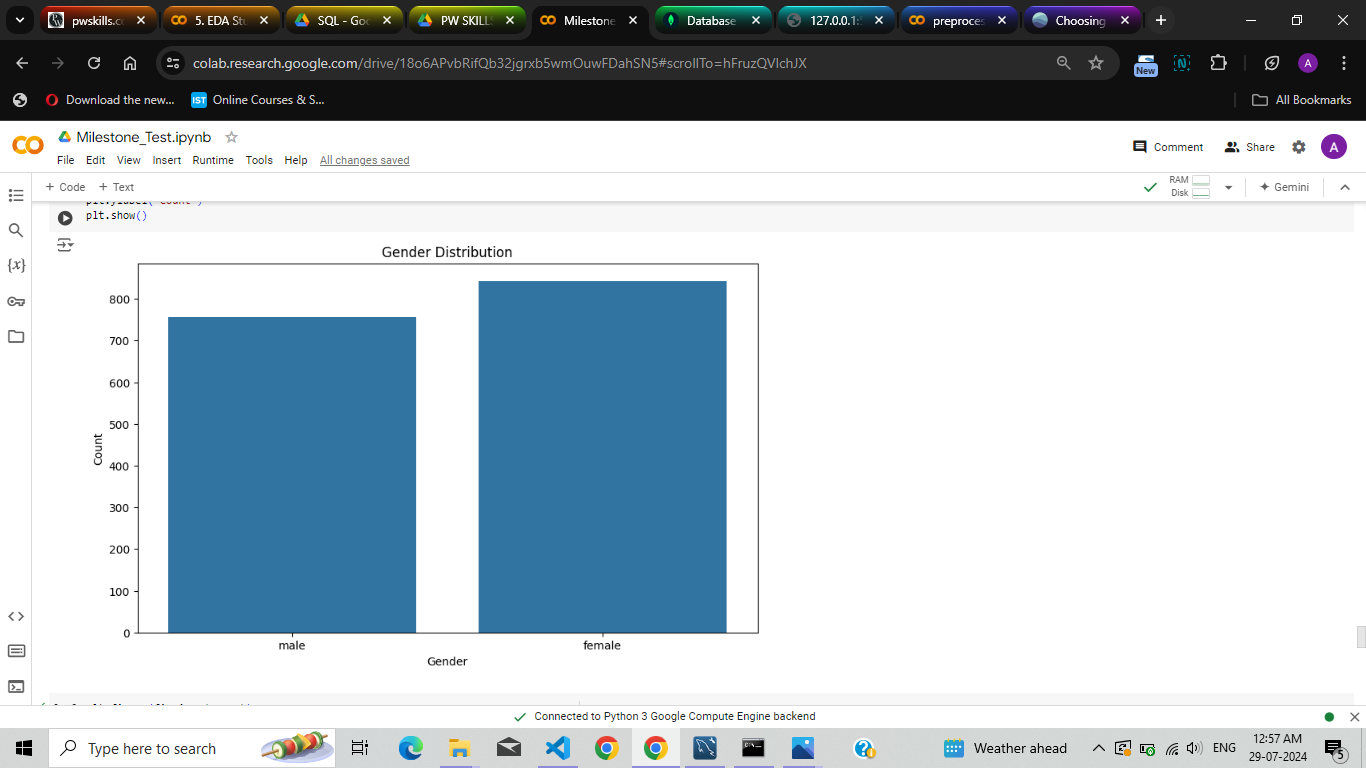 pwskills.c
5. EDA Stu
SQL - Goo
PW SKILL
Milestone
Database
127.0.0.1:
preproces
Choosing
colab.research.google.com/drive/18o6APvbRifQb32jgrxb5wmOuwFDahSN5#scrollTo=hFruzQVlchJX
New
A
Download the new...
IST
Online Courses & S...
All Bookmarks
Milestone_Test.ipynb
File Edit View Insert Runtime Tools Help All changes saved
Comment
Share
A
+ Code + Text
RAM
Disk
Gemini
plt.ylabel('Count')
plt.show()
{x}
Gender Distribution
800
700
600
500
400
300
200
100
0
Count
male
female
Gender
Connected to Python 3 Google Compute Engine backend
Type here to search
Weather ahead
ENG
12:57 AM
29-07-2024
5